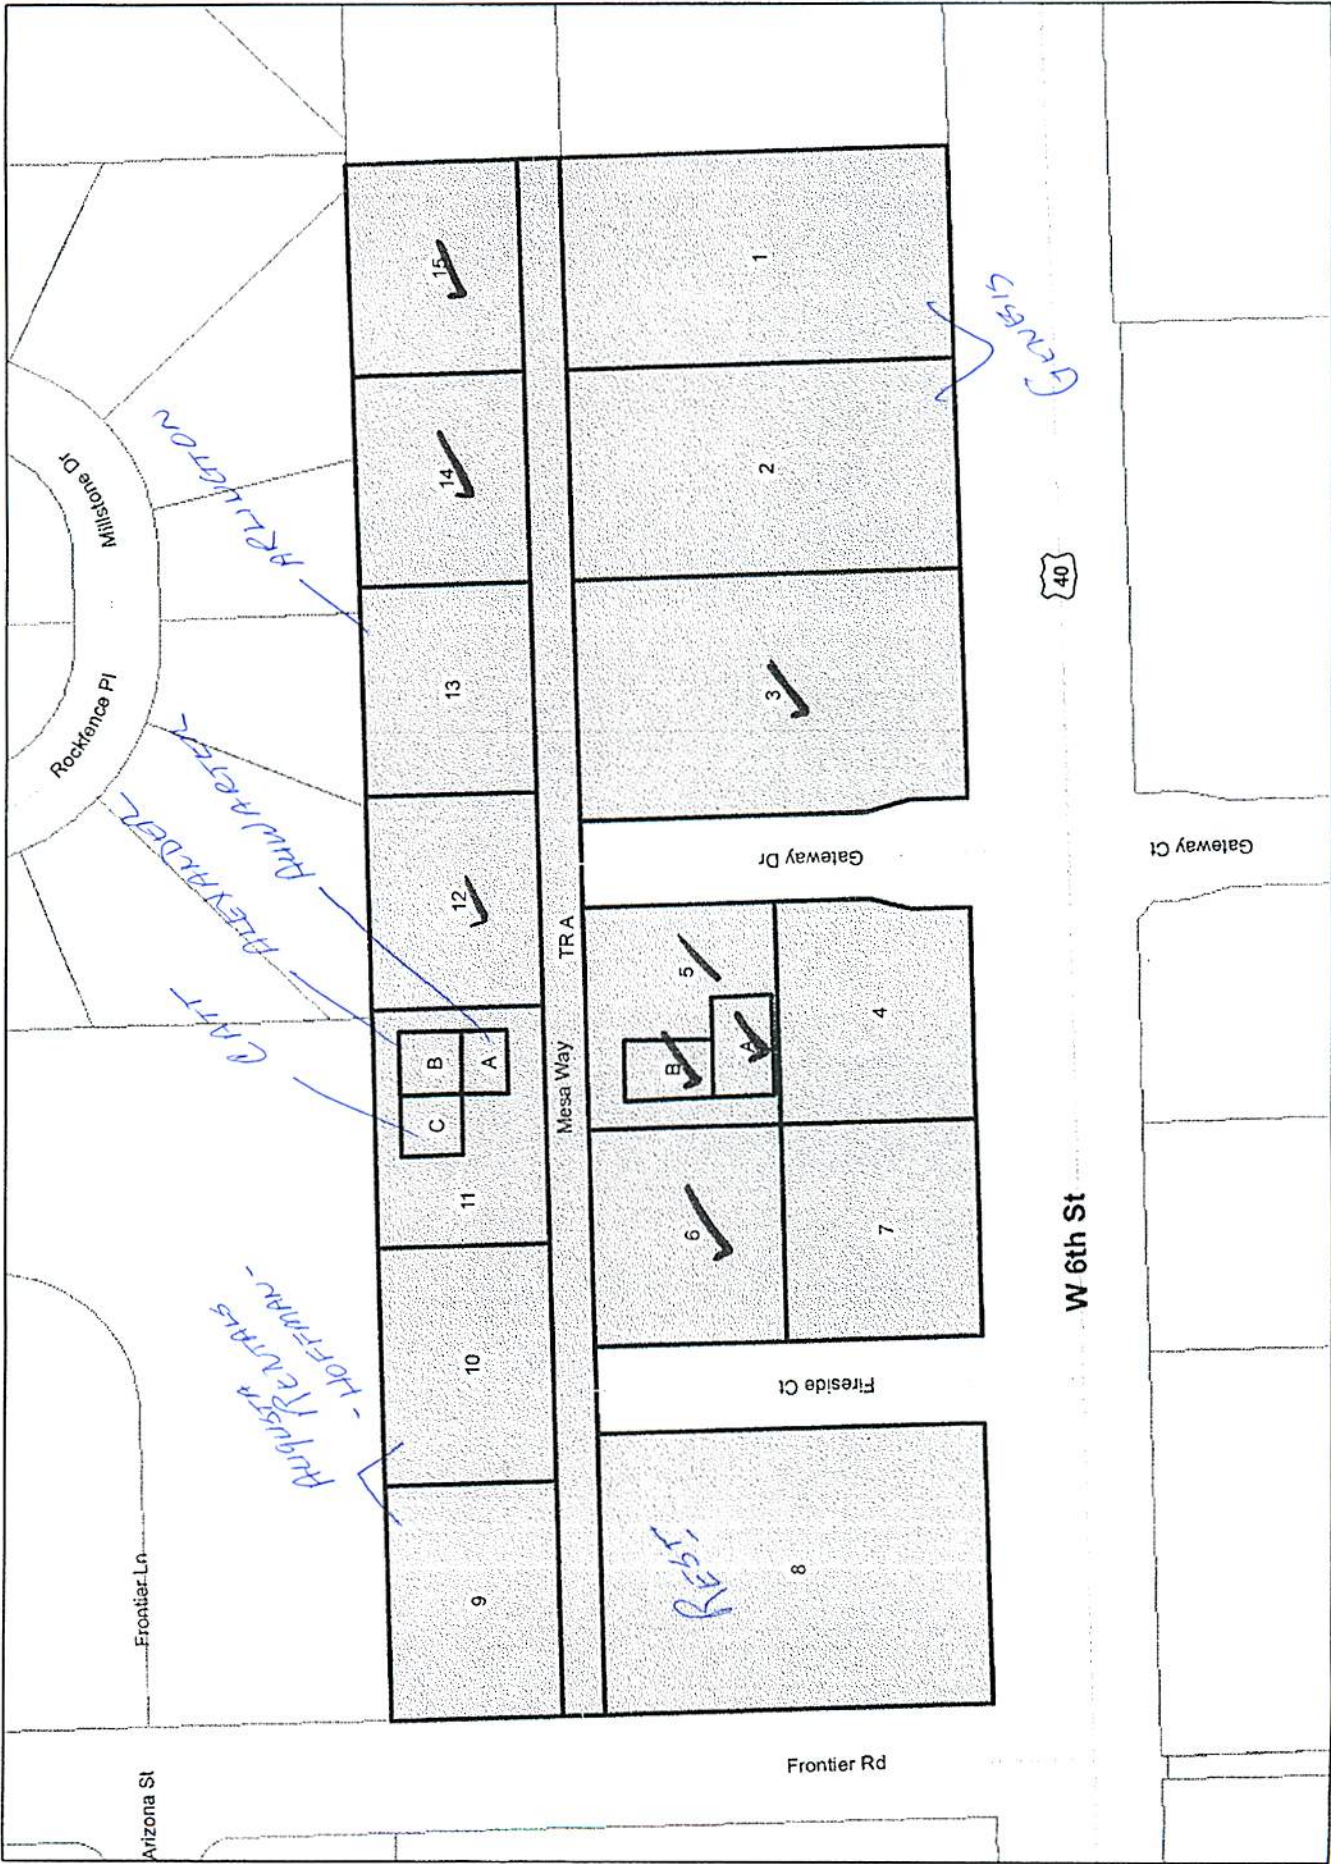 Arizona St
Frontier Ln
Rockfence Pl
Millstone Dr
AUGUSTA
RENTALS
- HOFFMAN -
CATT
ALEXANDER
AUWARTER
ARLINGTON
9
10
11
C
B
A
12
13
14
15
Mesa Way
TR A
REST.
8
6
7
B
A
5
4
3
2
1
Frontier Rd
Fireside Ct
Gateway Dr
GENESIS
W 6th St
40
Gateway Ct